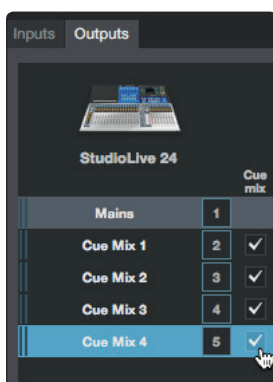 Inputs Outputs
StudioLive 24
Cue
mix
Mains 1
Cue Mix 1 2
Cue Mix 2 3
Cue Mix 3 4
Cue Mix 4 5